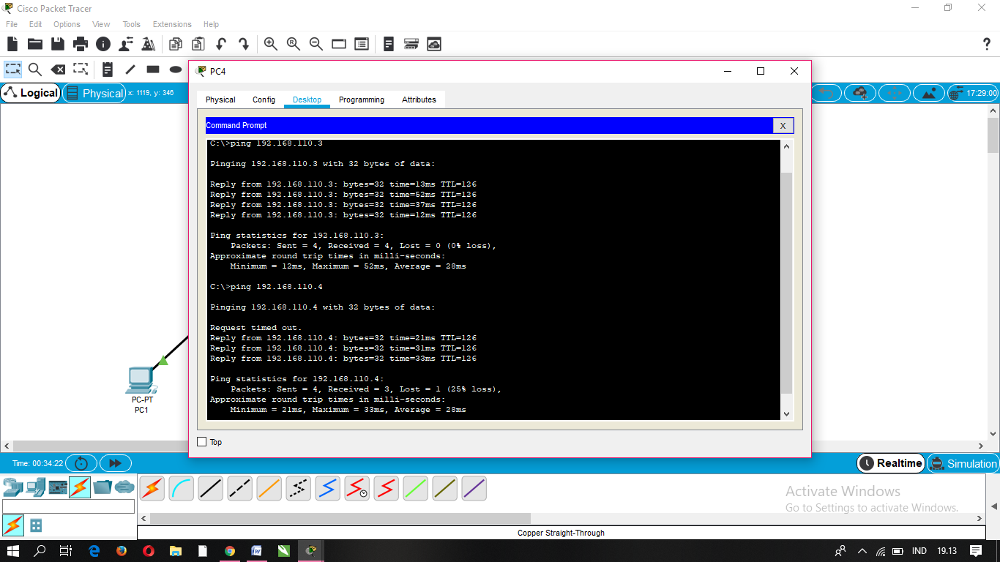 Cisco Packet Tracer
File Edit Options View Tools Extensions Help
PC4
Logical Physical x: 1119, y: 346 17:29:00
Physical Config Desktop Programming Attributes
Command Prompt X
C:\>ping 192.168.110.3
Pinging 192.168.110.3 with 32 bytes of data:
Reply from 192.168.110.3: bytes=32 time=13ms TTL=126
Reply from 192.168.110.3: bytes=32 time=52ms TTL=126
Reply from 192.168.110.3: bytes=32 time=37ms TTL=126
Reply from 192.168.110.3: bytes=32 time=12ms TTL=126
Ping statistics for 192.168.110.3:
Packets: Sent = 4, Received = 4, Lost = 0 (0% loss),
Approximate round trip times in milli-seconds:
Minimum = 12ms, Maximum = 52ms, Average = 28ms
C:\>ping 192.168.110.4
Pinging 192.168.110.4 with 32 bytes of data:
Request timed out.
Reply from 192.168.110.4: bytes=32 time=21ms TTL=126
Reply from 192.168.110.4: bytes=32 time=31ms TTL=126
Reply from 192.168.110.4: bytes=32 time=33ms TTL=126
Ping statistics for 192.168.110.4:
Packets: Sent = 4, Received = 3, Lost = 1 (25% loss),
Approximate round trip times in milli-seconds:
Minimum = 21ms, Maximum = 33ms, Average = 28ms
PC-PT
PC1
Top
Time: 00:34:22 Realtime Simulation
Activate Windows
Go to Settings to activate Windows.
Copper Straight-Through
IND 19.13